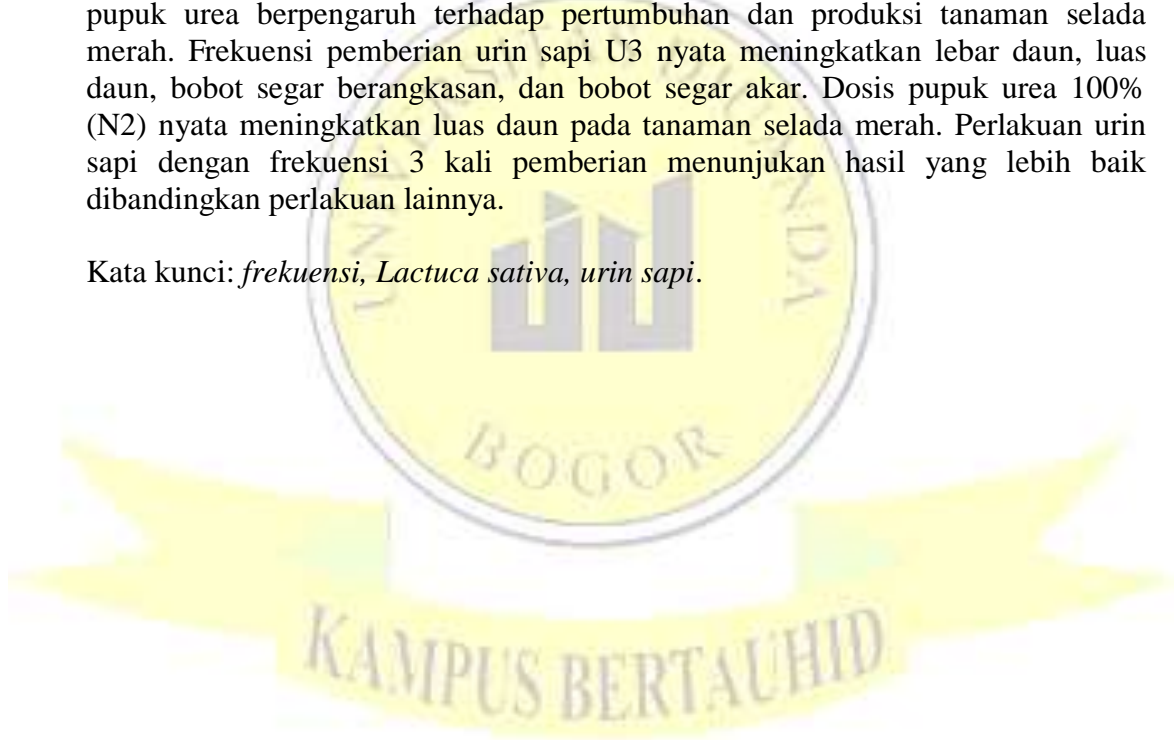 pupuk urea berpengaruh terhadap pertumbuhan dan produksi tanaman selada
merah. Frekuensi pemberian urin sapi U3 nyata meningkatkan lebar daun, luas
daun, bobot segar berangkasan, dan bobot segar akar. Dosis pupuk urea 100%
(N2) nyata meningkatkan luas daun pada tanaman selada merah. Perlakuan urin
sapi dengan frekuensi 3 kali pemberian menunjukan hasil yang lebih baik
dibandingkan perlakuan lainnya.
Kata kunci: frekuensi, Lactuca sativa, urin sapi.
UNIVERSITAS DJUANDA
BOGOR
KAMPUS BERTAUHID